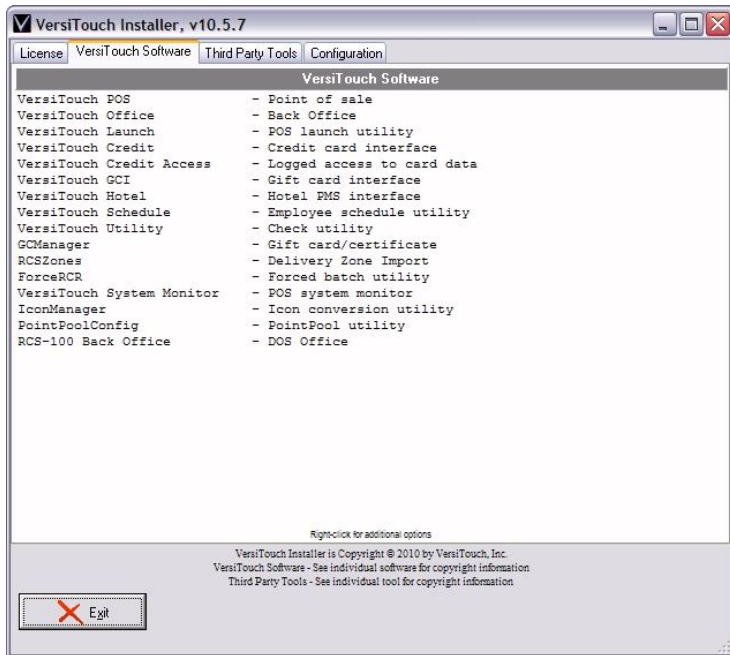 VersiTouch Installer, v10.5.7
License VersiTouch Software Third Party Tools Configuration
VersiTouch Software
VersiTouch POS - Point of sale
VersiTouch Office - Back Office
VersiTouch Launch - POS launch utility
VersiTouch Credit - Credit card interface
VersiTouch Credit Access - Logged access to card data
VersiTouch GCI - Gift card interface
VersiTouch Hotel - Hotel PMS interface
VersiTouch Schedule - Employee schedule utility
VersiTouch Utility - Check utility
GCManager - Gift card/certificate
RCSZones - Delivery Zone Import
ForceRCR - Forced batch utility
VersiTouch System Monitor - POS system monitor
IconManager - Icon conversion utility
PointPoolConfig - PointPool utility
RCS-100 Back Office - DOS Office
Right-click for additional options
VersiTouch Installer is Copyright © 2010 by VersiTouch, Inc.
VersiTouch Software - See individual software for copyright information
Third Party Tools - See individual tool for copyright information
Exit